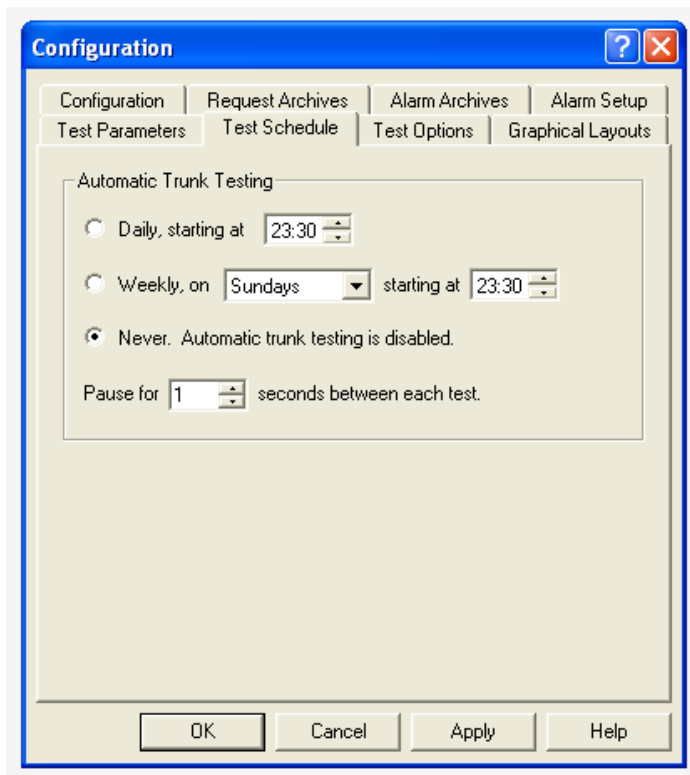 Configuration
Configuration Request Archives Alarm Archives Alarm Setup
Test Parameters Test Schedule Test Options Graphical Layouts
Automatic Trunk Testing
Daily, starting at 23:30
Weekly, on Sundays starting at 23:30
Never. Automatic trunk testing is disabled.
Pause for 1 seconds between each test.
OK Cancel Apply Help